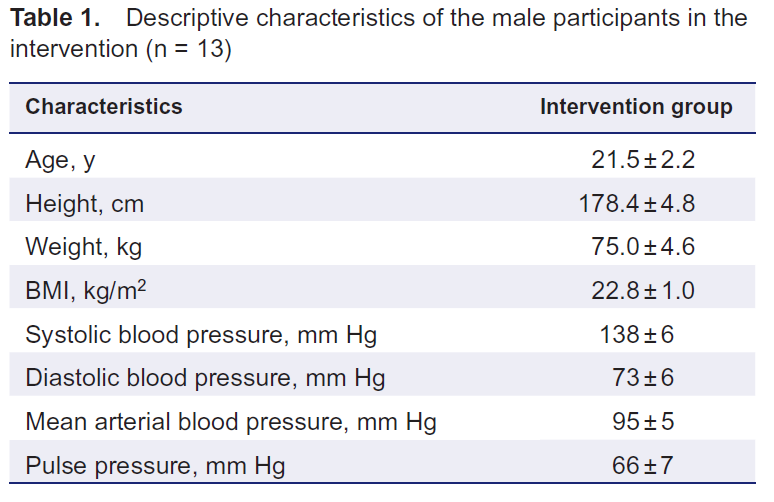 Table 1. Descriptive characteristics of the male participants in the
intervention (n = 13)
Characteristics Intervention group
Age, y 21.5±2.2
Height, cm 178.4±4.8
Weight, kg 75.0±4.6
BMI, kg/m² 22.8±1.0
Systolic blood pressure, mm Hg 138±6
Diastolic blood pressure, mm Hg 73±6
Mean arterial blood pressure, mm Hg 95±5
Pulse pressure, mm Hg 66±7